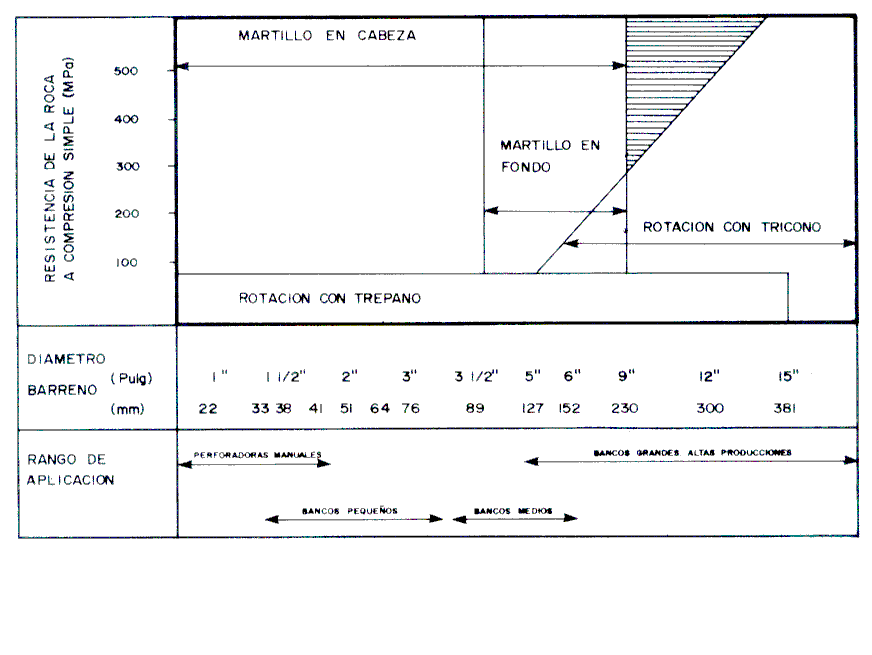 MARTILLO EN CABEZA
RESISTENCIA DE LA ROCA
A COMPRESION SIMPLE (MPa)
500
400
300
200
100
MARTILLO EN
FONDO
ROTACION CON TRICONO
ROTACION CON TREPANO
DIAMETRO
BARRENO
(Pulg) 1" 1 1/2" 2" 3" 3 1/2" 5" 6" 9" 12" 15"
(mm) 22 33 38 41 51 64 76 89 127 152 230 300 381
RANGO DE
APLICACION
PERFORADORAS MANUALES
BANCOS GRANDES. ALTAS PRODUCCIONES
BANCOS PEQUEÑOS
BANCOS MEDIOS